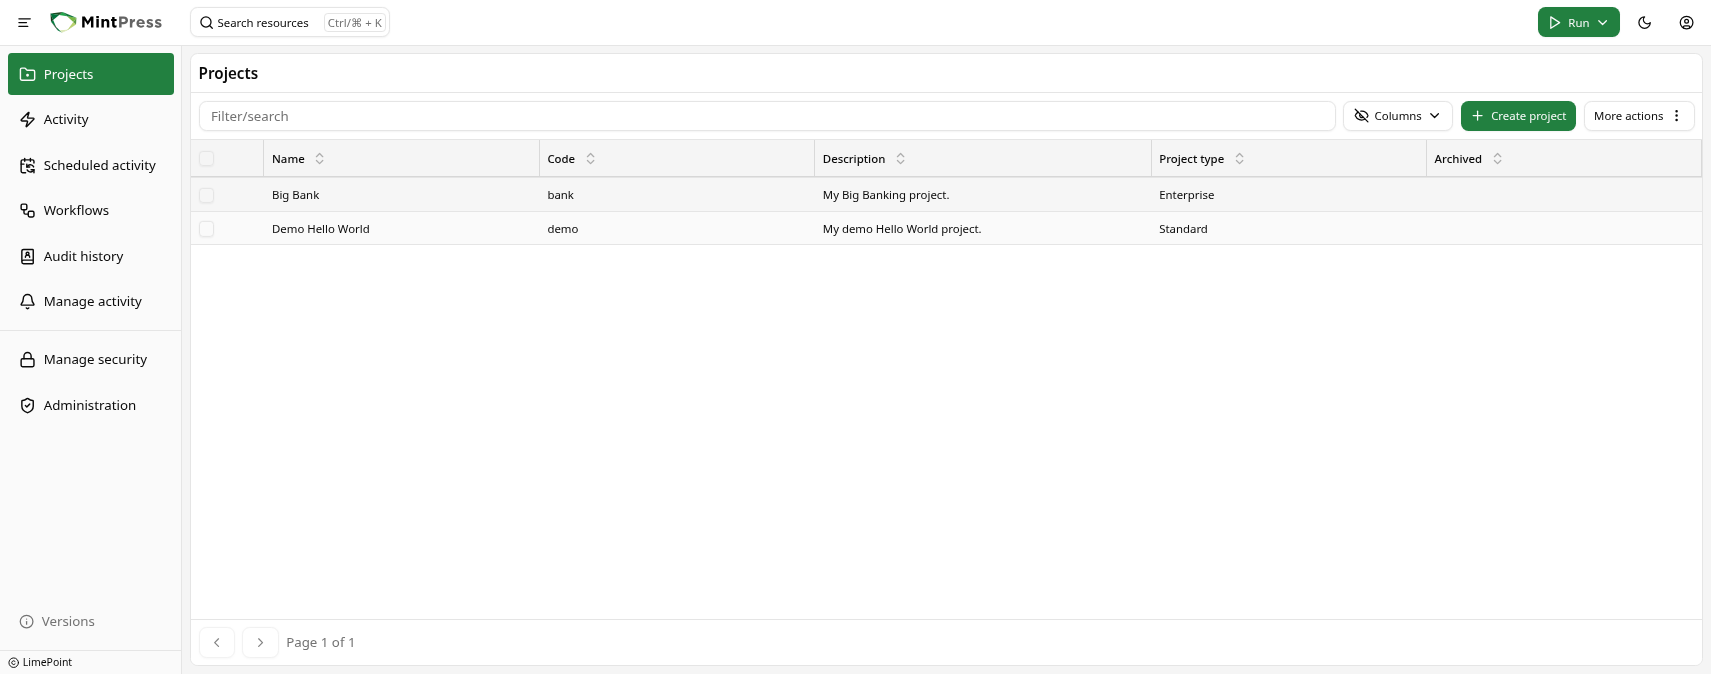 MintPress
Search resources Ctrl/⌘ + K
Run
Projects
Activity
Scheduled activity
Workflows
Audit history
Manage activity
Manage security
Administration
Versions
LimePoint
Projects
Filter/search
Columns
Create project
More actions
Name Code Description Project type Archived
Big Bank bank My Big Banking project. Enterprise
Demo Hello World demo My demo Hello World project. Standard
Page 1 of 1